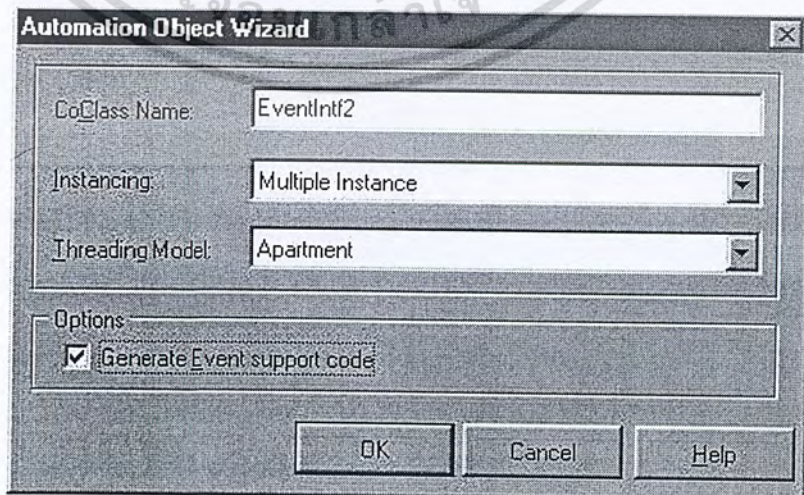 Automation Object Wizard
CoClass Name:
EventIntf2
Instancing:
Multiple Instance
Threading Model:
Apartment
Options
Generate Event support code
OK
Cancel
Help